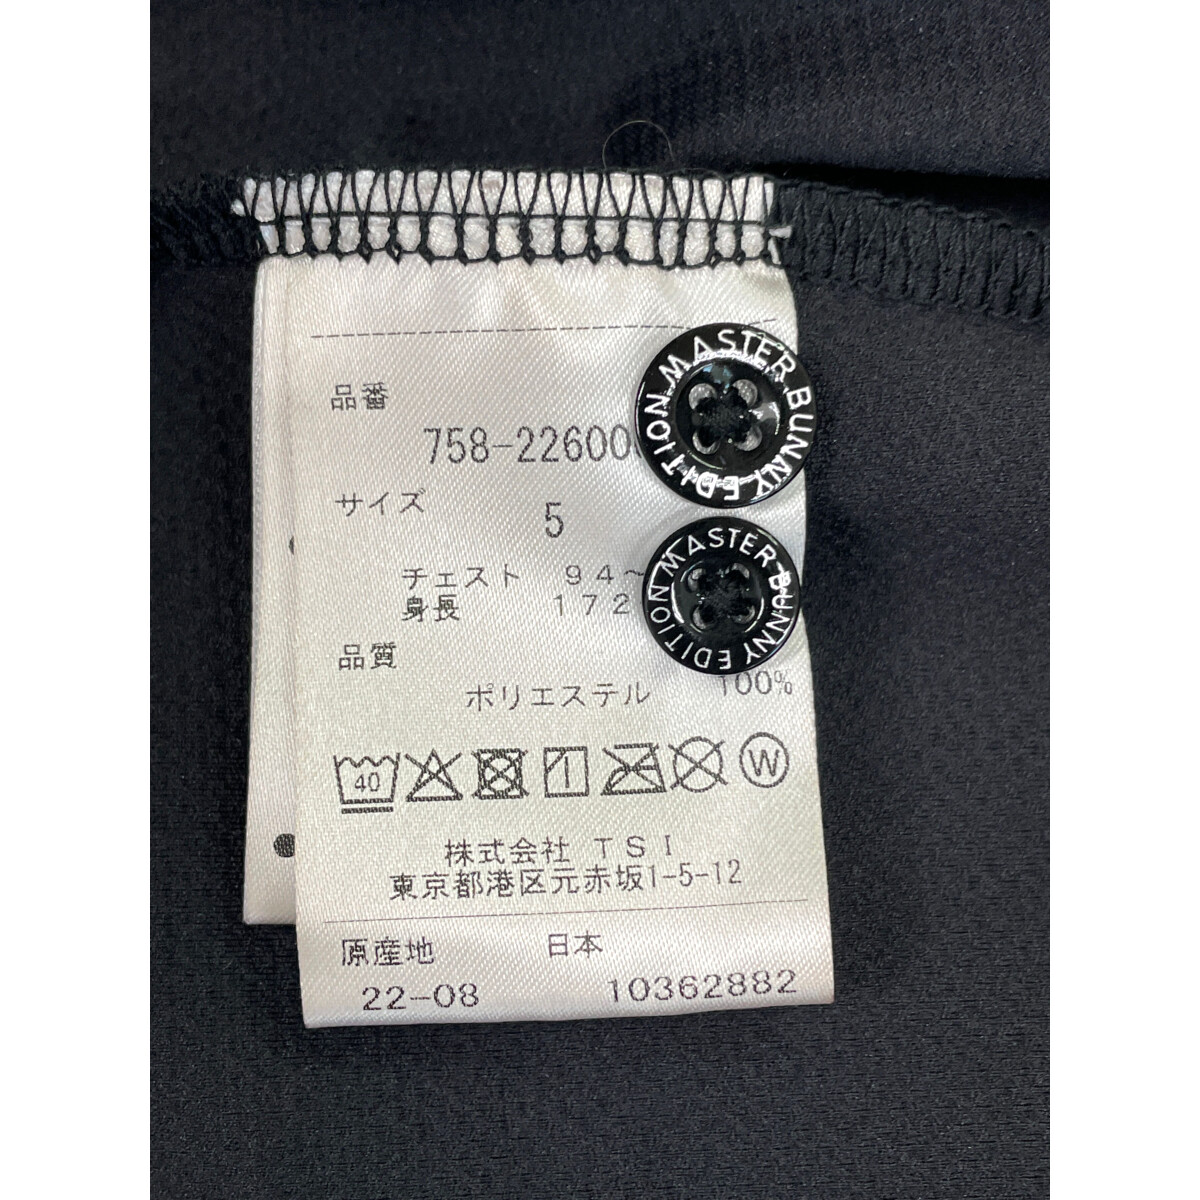 品番
758-22600
サイズ 5
チェスト 94~
身長 172
品質
ポリエステル 100%
40
W
株式会社 TSI
東京都港区元赤坂1-5-12
原産地 日本
22-08 10362882
MASTER BUNNY EDITION
MASTER BUNNY EDITION